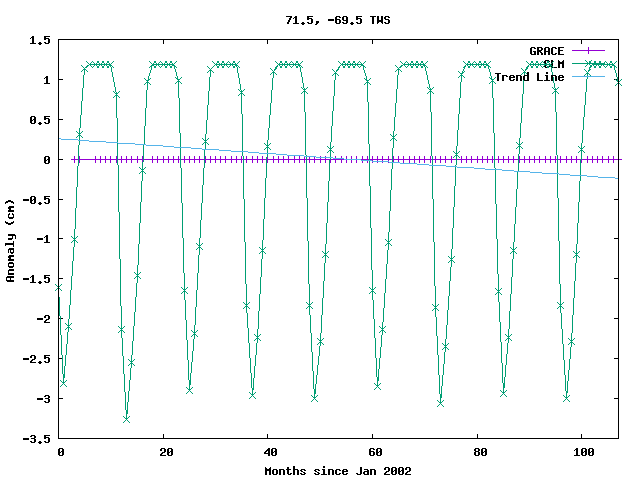 71.5, -69.5 TWS
GRACE
CLM
Trend Line
1.5
1
0.5
0
-0.5
-1
-1.5
-2
-2.5
-3
-3.5
Anomaly (cm)
0 20 40 60 80 100
Months since Jan 2002